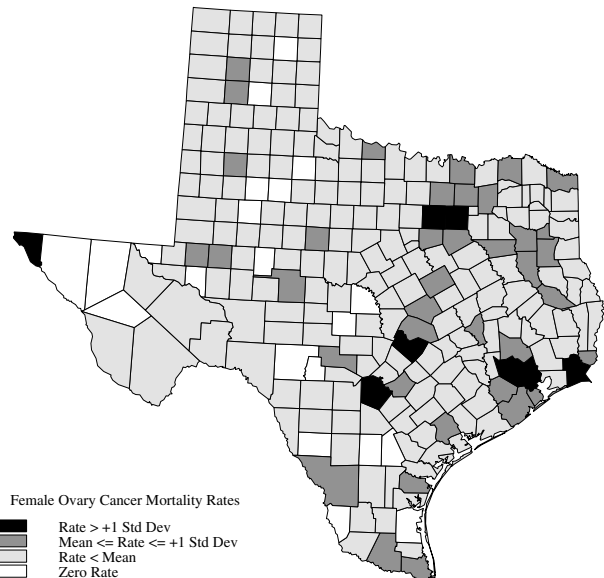 Female Ovary Cancer Mortality Rates
Rate > +1 Std Dev
Mean <= Rate <= +1 Std Dev
Rate < Mean
Zero Rate